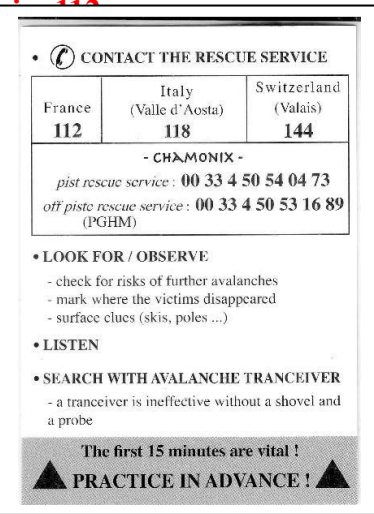 112
• CONTACT THE RESCUE SERVICE
France
112
Italy
(Valle d'Aosta)
118
Switzerland
(Valais)
144
- CHAMONIX -
pist rescue service : 00 33 4 50 54 04 73
off piste rescue service : 00 33 4 50 53 16 89
(PGHM)
• LOOK FOR / OBSERVE
- check for risks of further avalanches
- mark where the victims disappeared
- surface clues (skis, poles ...)
• LISTEN
• SEARCH WITH AVALANCHE TRANCEIVER
- a tranceiver is ineffective without a shovel and
a probe
The first 15 minutes are vital !
PRACTICE IN ADVANCE !